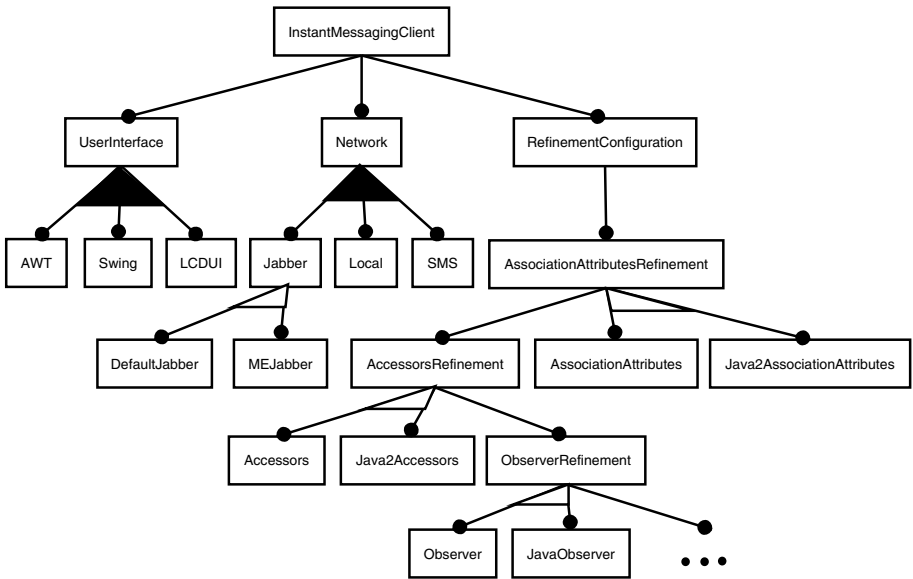 InstantMessagingClient
UserInterface
Network
RefinementConfiguration
AWT
Swing
LCDUI
Jabber
Local
SMS
AssociationAttributesRefinement
DefaultJabber
MEJabber
AccessorsRefinement
AssociationAttributes
Java2AssociationAttributes
Accessors
Java2Accessors
ObserverRefinement
Observer
JavaObserver
• • •